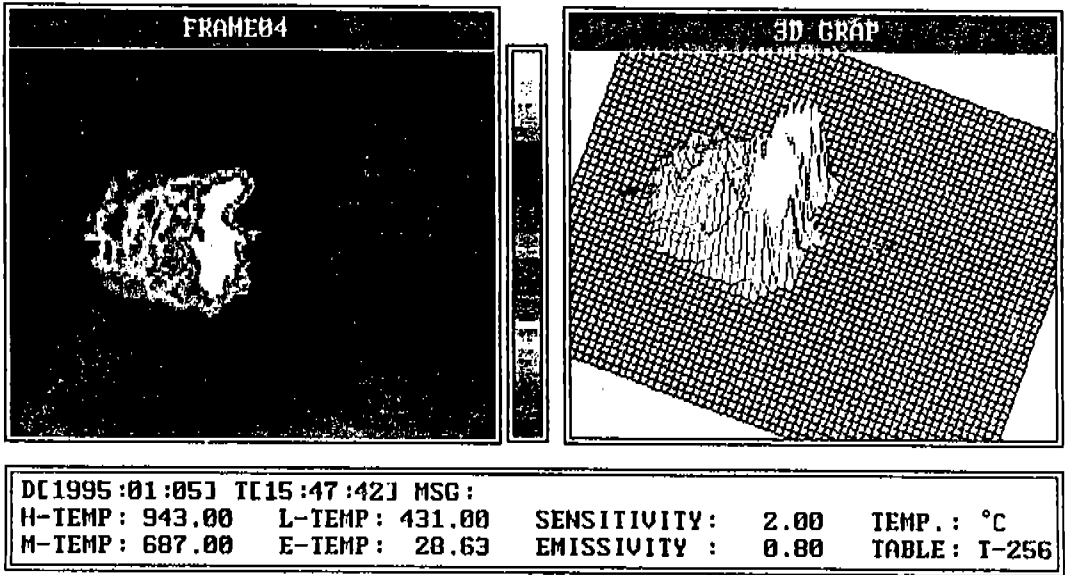 FRAME04
3D GRAP
D[1995:01:05] T[15:47:42] MSG:
H-TEMP: 943.00 L-TEMP: 431.00 SENSITIVITY: 2.00 TEMP.: °C
M-TEMP: 687.00 E-TEMP: 28.63 EMISSIVITY : 0.80 TABLE: T-256